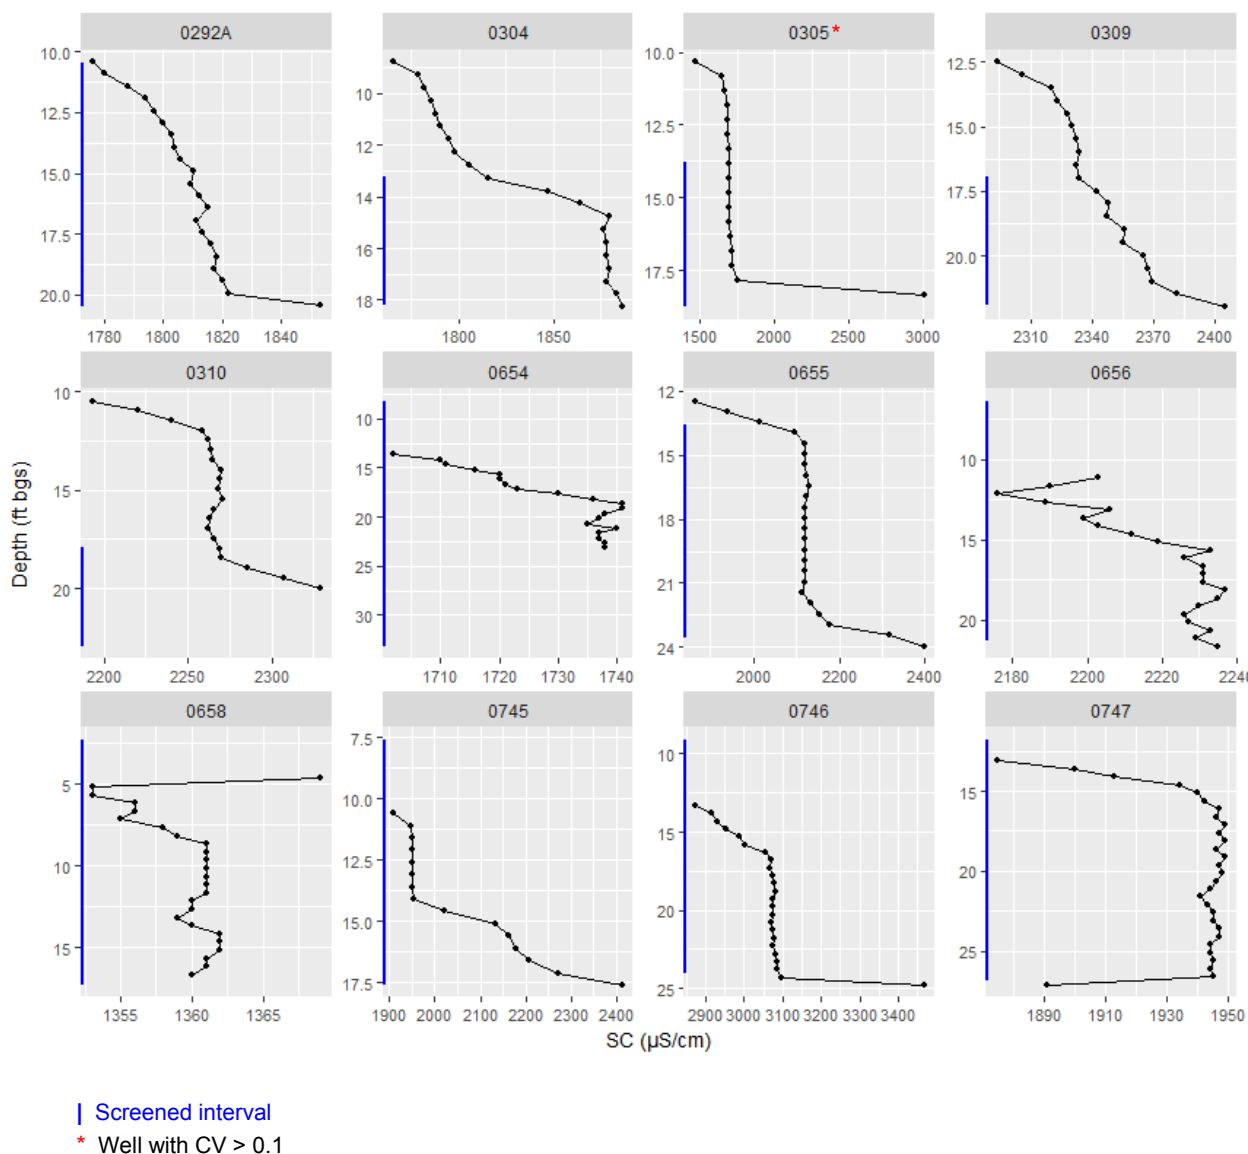 0292A 0304 0305* 0309
10.0 12.5 15.0 17.5 20.0
10 12 14 16 18
10.0 12.5 15.0 17.5
12.5 15.0 17.5 20.0
1780 1800 1820 1840
1800 1850
1500 2000 2500 3000
2310 2340 2370 2400
0310 0654 0655 0656
10 15 20
10 15 20 25 30
12 15 18 21 24
10 15 20
2200 2250 2300
1710 1720 1730 1740
2000 2200 2400
2180 2200 2220 2240
Depth (ft bgs)
0658 0745 0746 0747
5 10 15
7.5 10.0 12.5 15.0 17.5
10 15 20 25
15 20 25
1355 1360 1365
1900 2000 2100 2200 2300 2400
2900 3000 3100 3200 3300 3400
1890 1910 1930 1950
SC (µS/cm)
| Screened interval
* Well with CV > 0.1